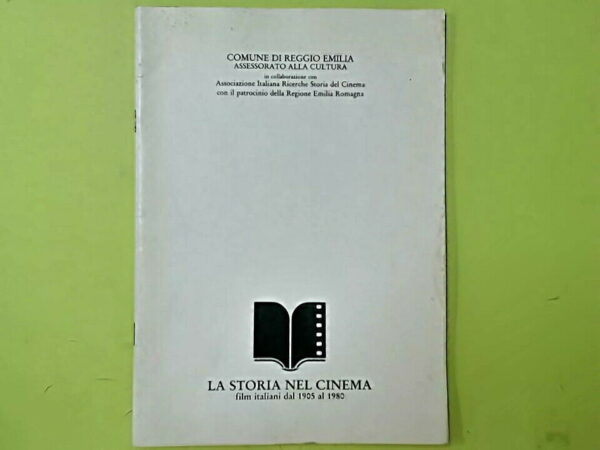 COMUNE DI REGGIO EMILIA
ASSESSORATO ALLA CULTURA
in collaborazione con
Associazione Italiana Ricerche Storia del Cinema
con il patrocinio della Regione Emilia Romagna
LA STORIA NEL CINEMA
film italiani dal 1905 al 1980